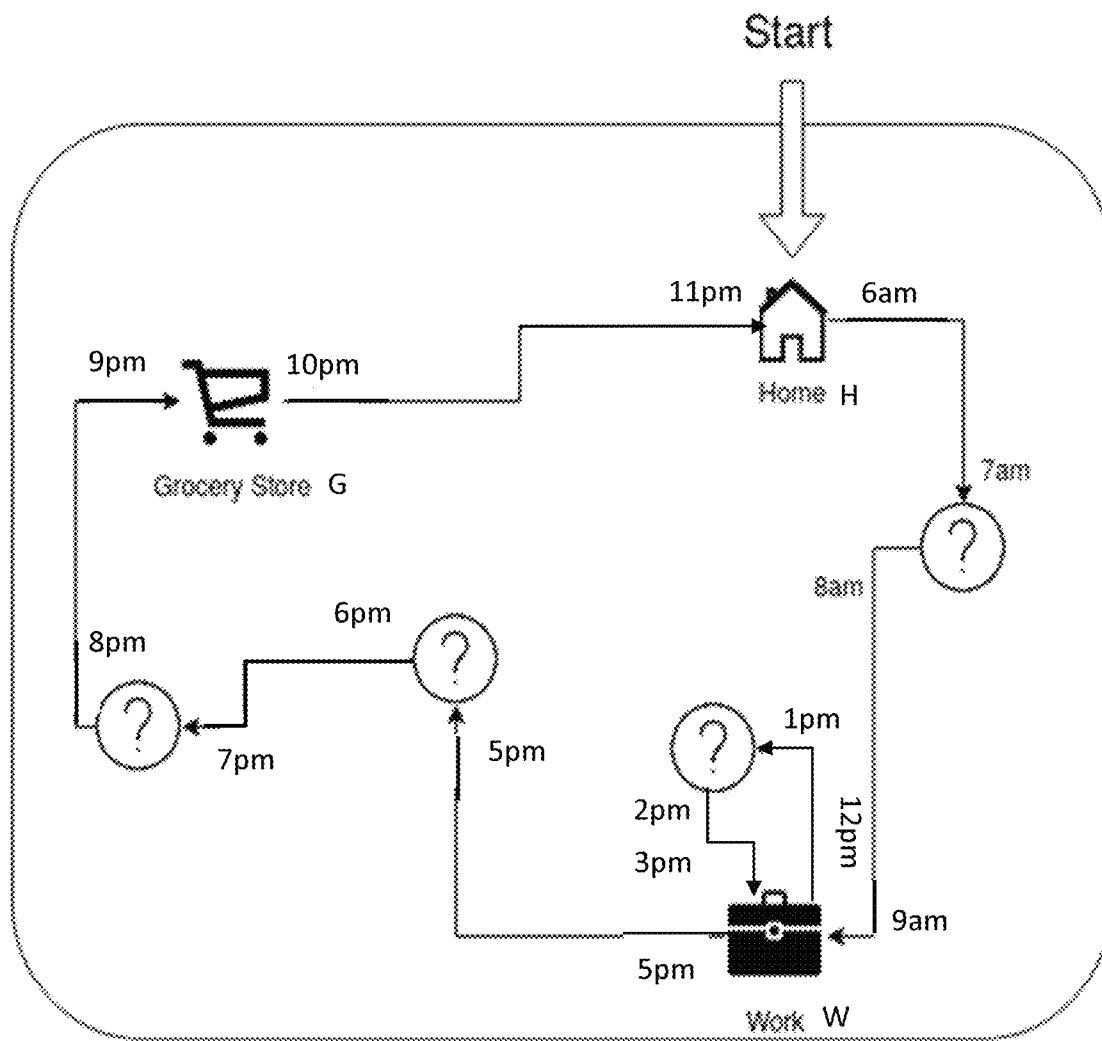 Start
11pm
6am
9pm
10pm
Home H
7am
Grocery Store G
?
8am
6pm
?
8pm
?
7pm
5pm
?
1pm
2pm
12pm
3pm
9am
5pm
Work W